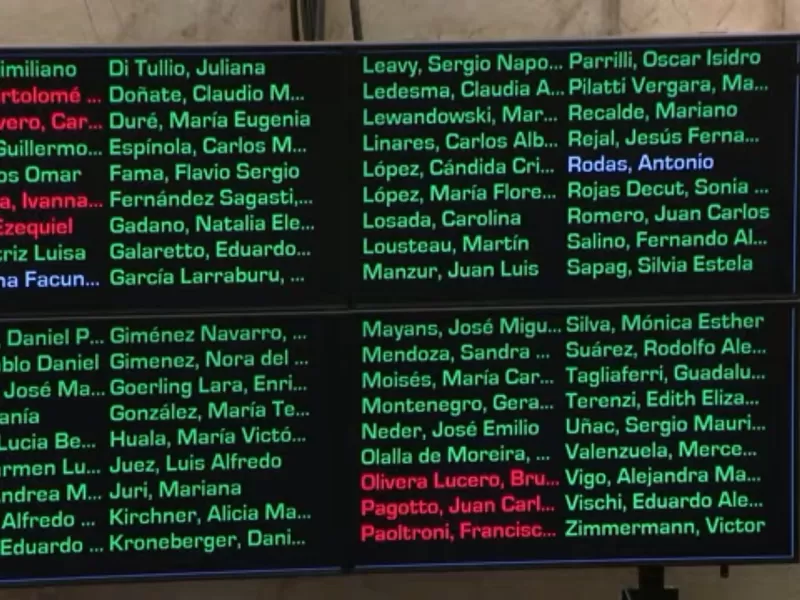 imiliano
rtolomé ...
vero, Car...
Guillermo...
os Omar
a, Ivanna...
Ezequiel
triz Luisa
na Facun...
Di Tullio, Juliana
Doñate, Claudio M...
Duré, María Eugenia
Espínola, Carlos M...
Fama, Flavio Sergio
Fernández Sagasti,...
Gadano, Natalia Ele...
Galaretto, Eduardo...
García Larraburu, ...
Leavy, Sergio Napo...
Ledesma, Claudia A...
Lewandowski, Mar...
Linares, Carlos Alb...
López, Cándida Cri...
López, María Flore...
Losada, Carolina
Lousteau, Martín
Manzur, Juan Luis
Parrilli, Oscar Isidro
Pilatti Vergara, Ma...
Recalde, Mariano
Rejal, Jesús Ferna...
Rodas, Antonio
Rojas Decut, Sonia ...
Romero, Juan Carlos
Salino, Fernando Al...
Sapag, Silvia Estela
, Daniel P...
ablo Daniel
José Ma...
anía
Lucia Be...
armen Lu...
ndrea M...
Alfredo ...
Eduardo ...
Giménez Navarro, ...
Gimenez, Nora del ...
Goerling Lara, Enri...
González, María Te...
Huala, María Victó...
Juez, Luis Alfredo
Juri, Mariana
Kirchner, Alicia Ma...
Kroneberger, Dani...
Mayans, José Migu...
Mendoza, Sandra ...
Moisés, María Car...
Montenegro, Gera...
Neder, José Emilio
Olalla de Moreira, ...
Olivera Lucero, Bru...
Pagotto, Juan Carl...
Paoltroni, Francisc...
Silva, Mónica Esther
Suárez, Rodolfo Ale...
Tagliaferri, Guadalu...
Terenzi, Edith Eliza...
Uñac, Sergio Mauri...
Valenzuela, Merce...
Vigo, Alejandra Ma...
Vischi, Eduardo Ale...
Zimmermann, Victor